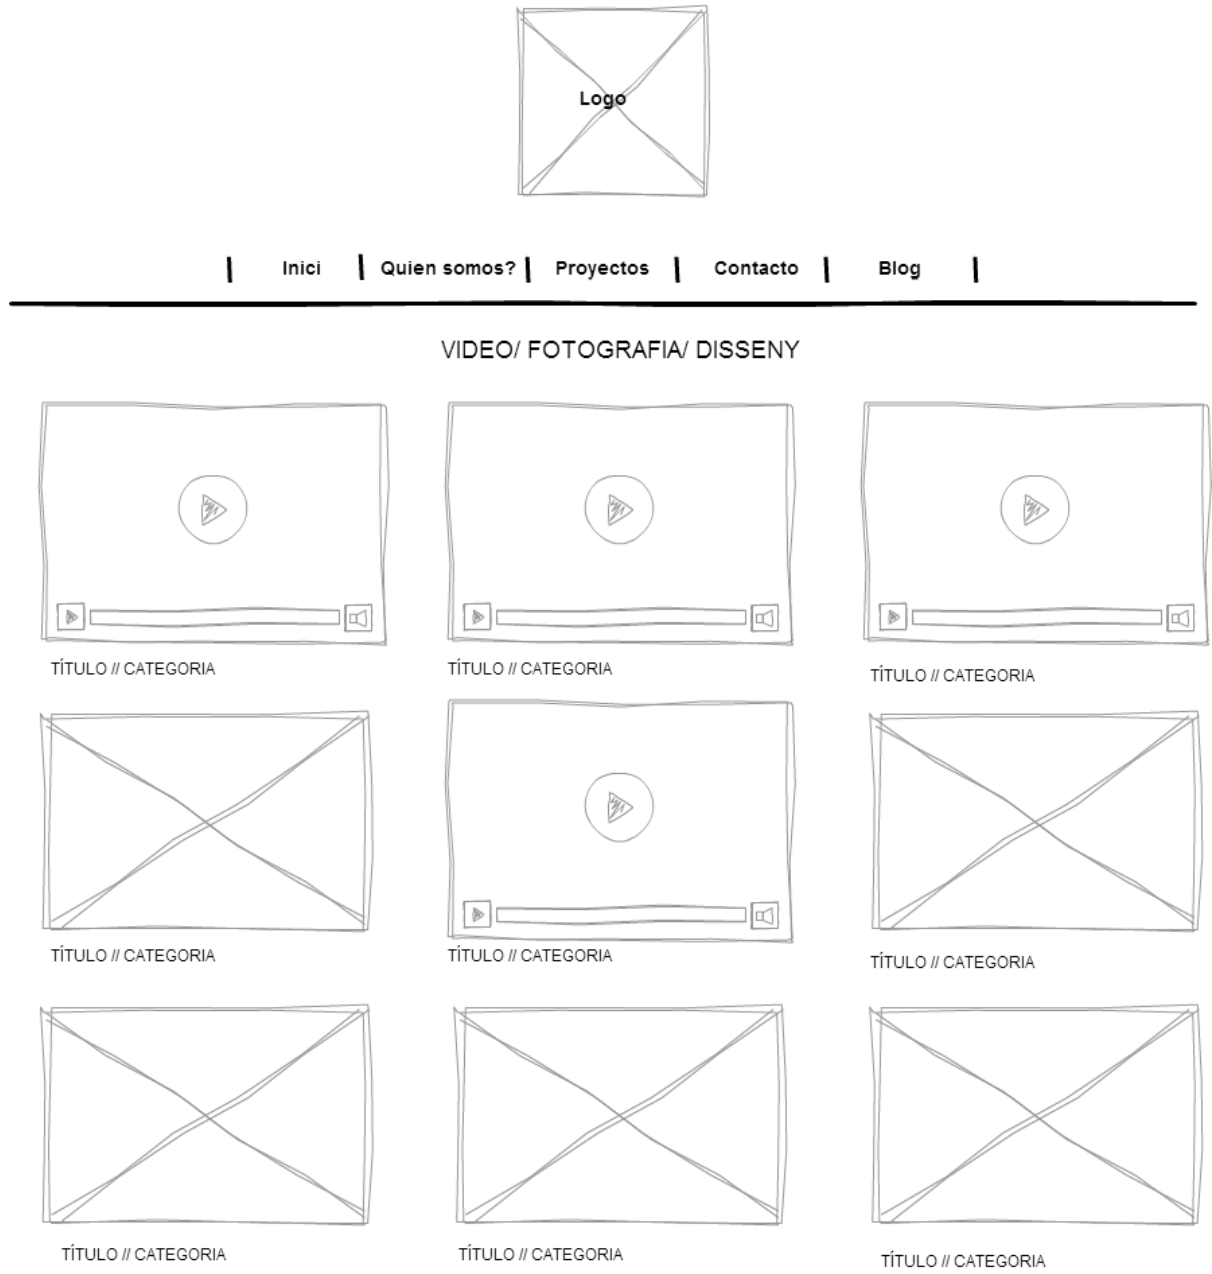 Logo
Inici Quien somos? Proyectos Contacto Blog
VIDEO/ FOTOGRAFIA/ DISSENY
TÍTULO // CATEGORIA
TÍTULO // CATEGORIA
TÍTULO // CATEGORIA
TÍTULO // CATEGORIA
TÍTULO // CATEGORIA
TÍTULO // CATEGORIA
TÍTULO // CATEGORIA
TÍTULO // CATEGORIA
TÍTULO // CATEGORIA